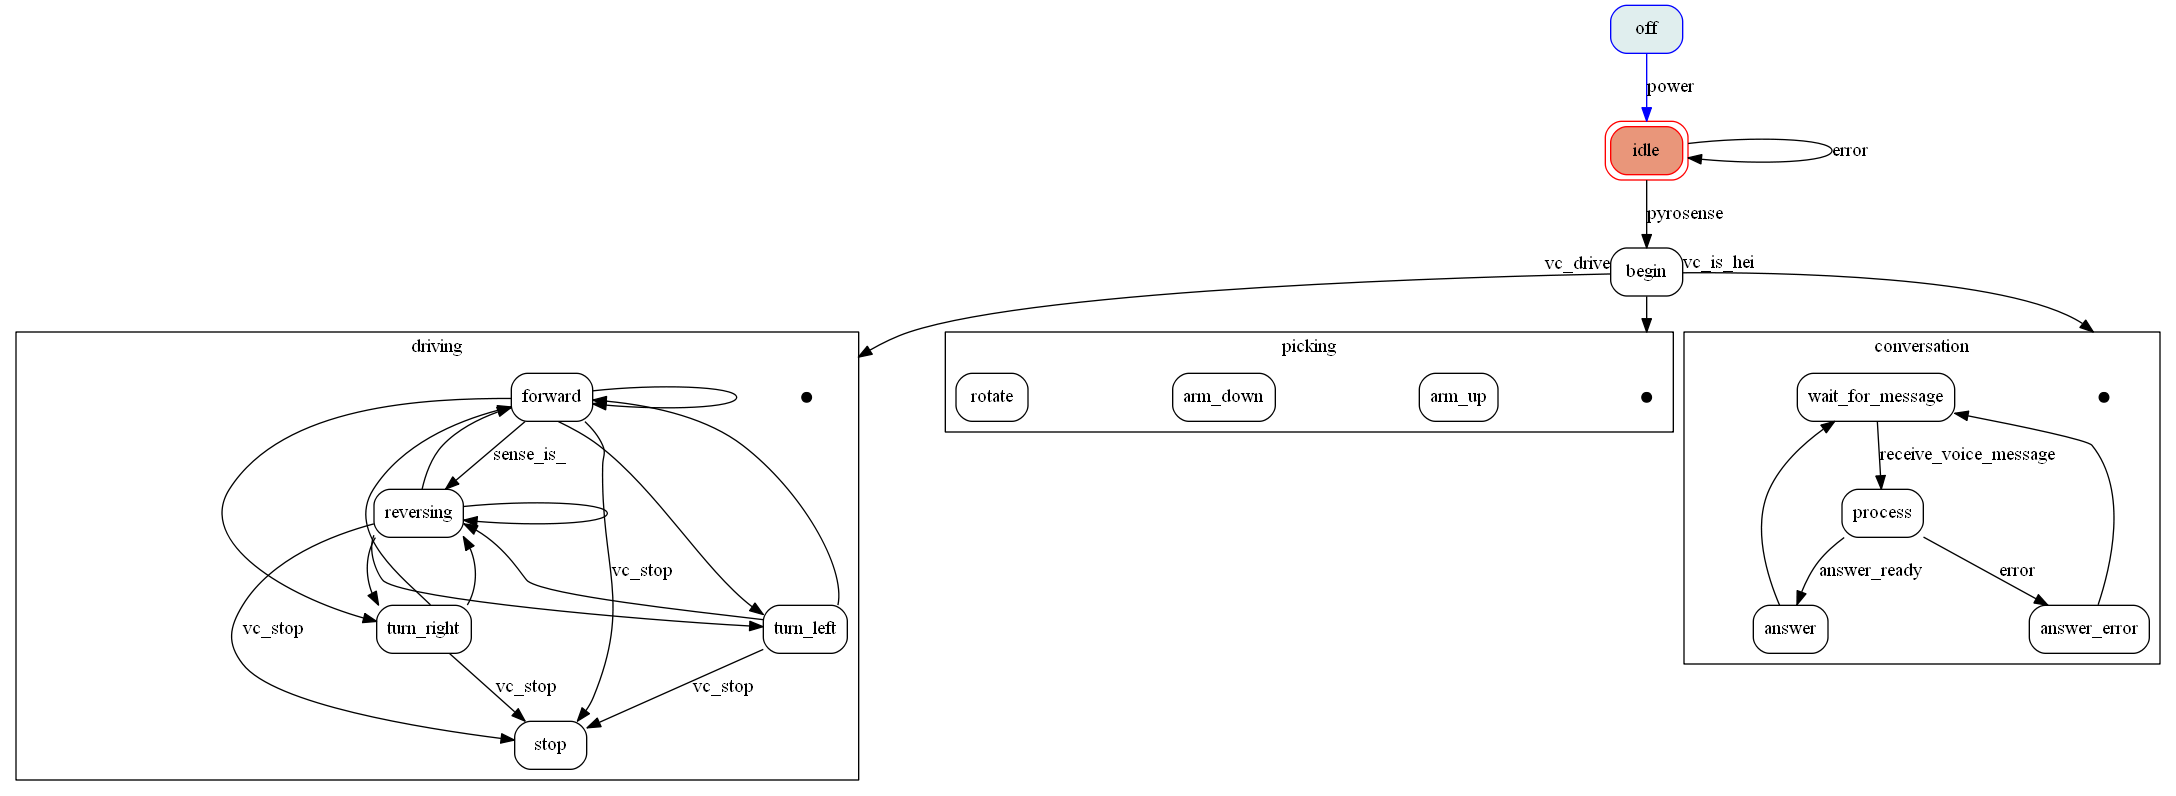 off
power
idle
error
pyrosense
vc_drive
begin
vc_is_hei
driving
picking
conversation
forward
rotate
arm_down
arm_up
wait_for_message
sense_is_
receive_voice_message
reversing
process
vc_stop
answer_ready
error
vc_stop
turn_right
turn_left
answer
answer_error
vc_stop
vc_stop
stop